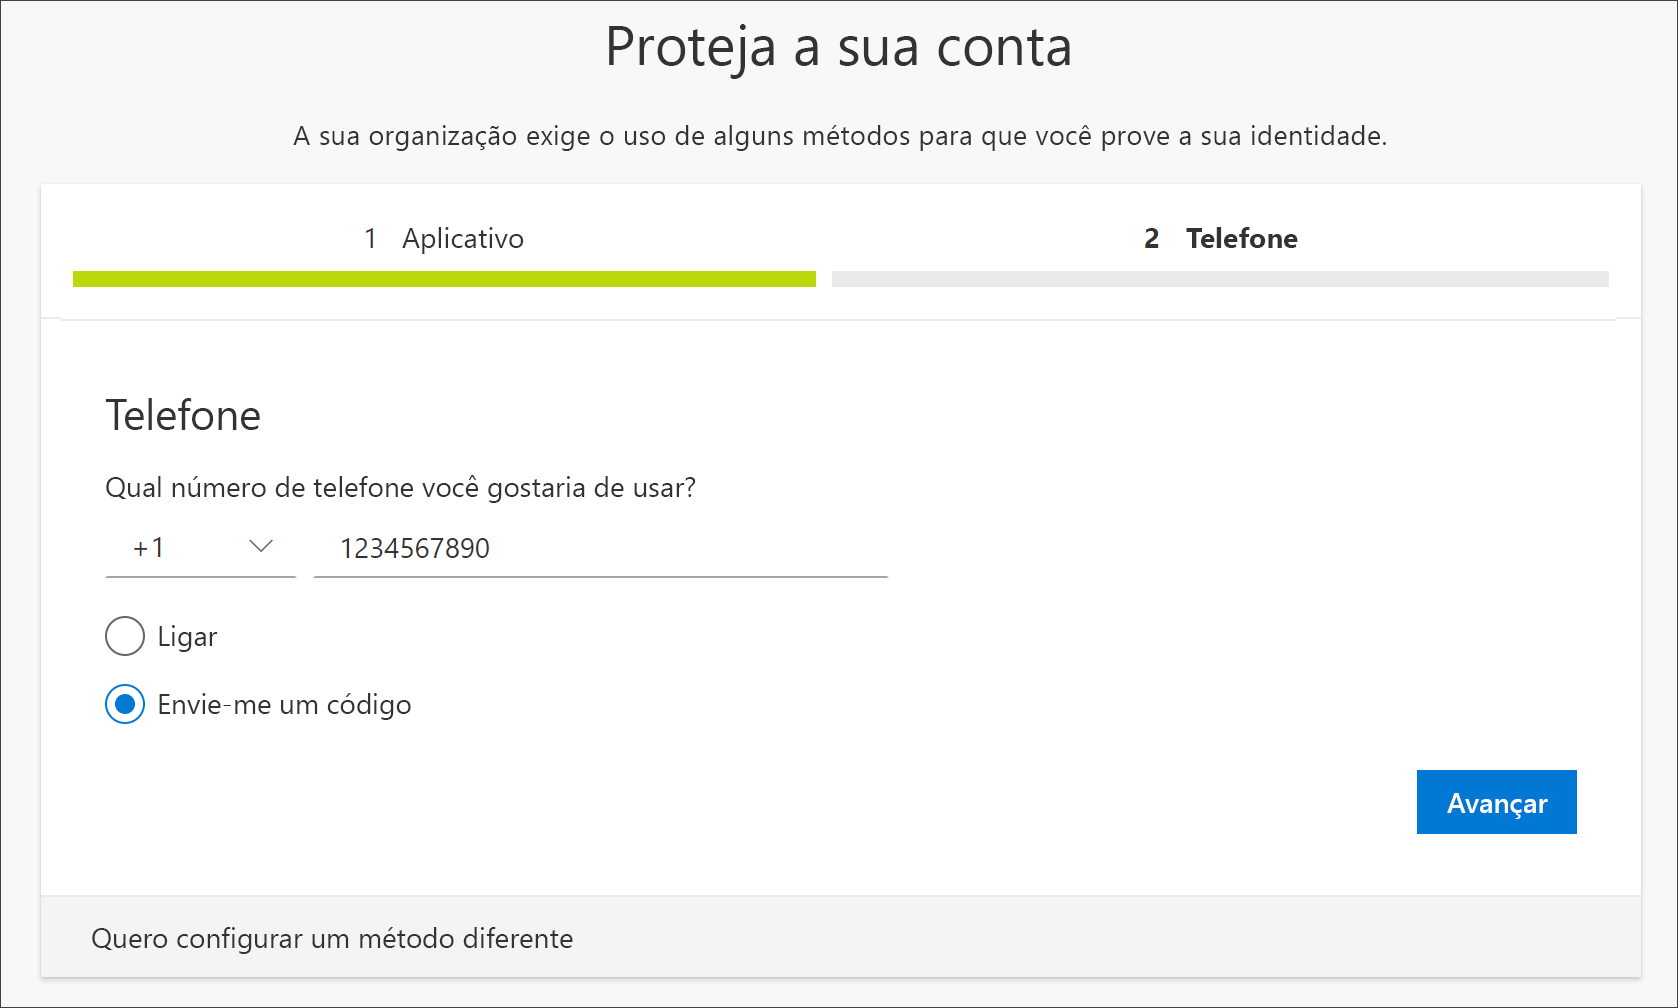 Proteja a sua conta
A sua organização exige o uso de alguns métodos para que você prove a sua identidade.
1 Aplicativo
2 Telefone
Telefone
Qual número de telefone você gostaria de usar?
+1 1234567890
Ligar
Envie-me um código
Avançar
Quero configurar um método diferente